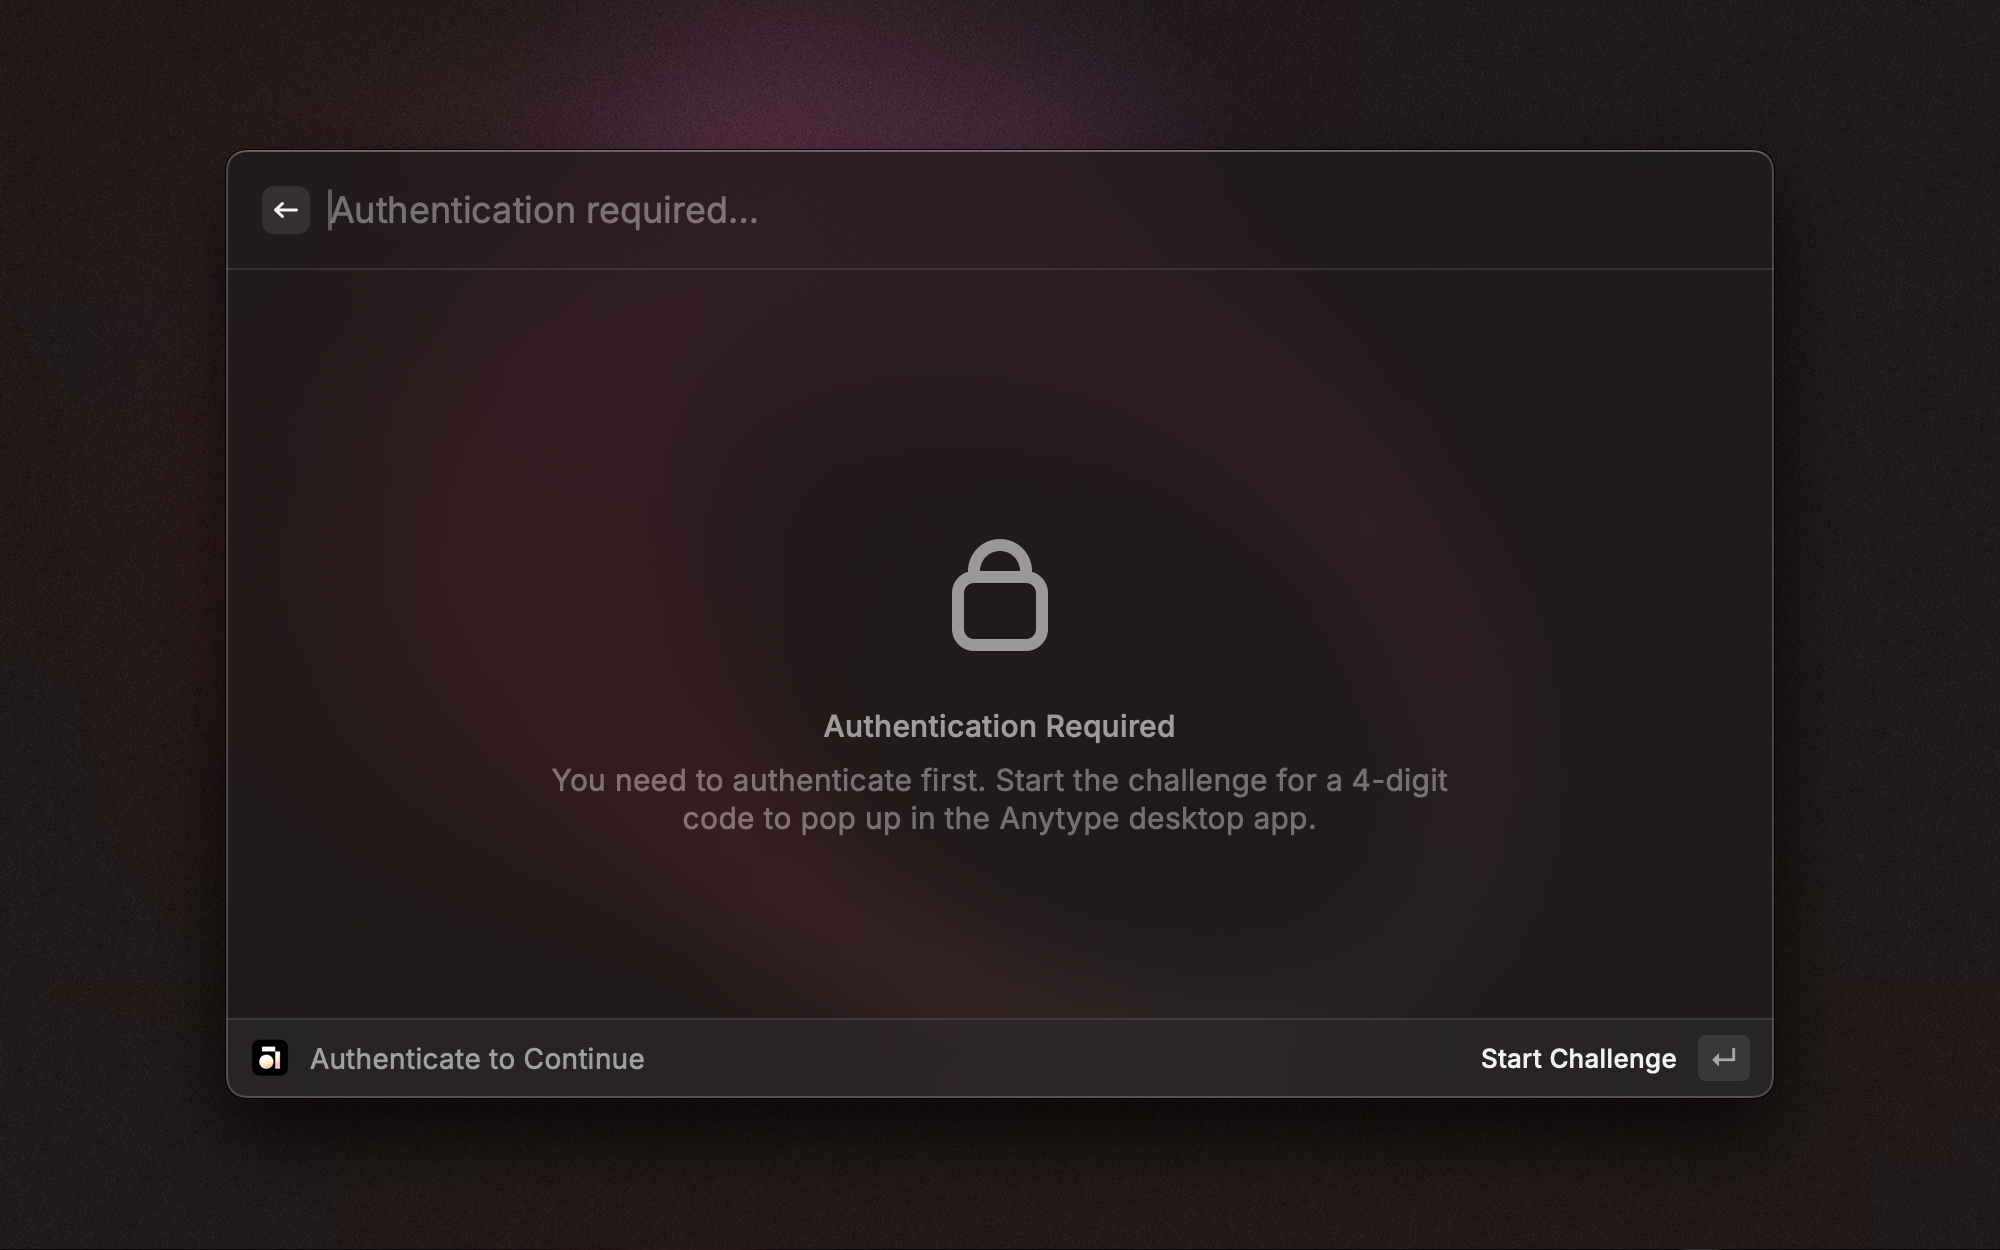 Authentication required...
Authentication Required
You need to authenticate first. Start the challenge for a 4-digit
code to pop up in the Anytype desktop app.
Authenticate to Continue
Start Challenge